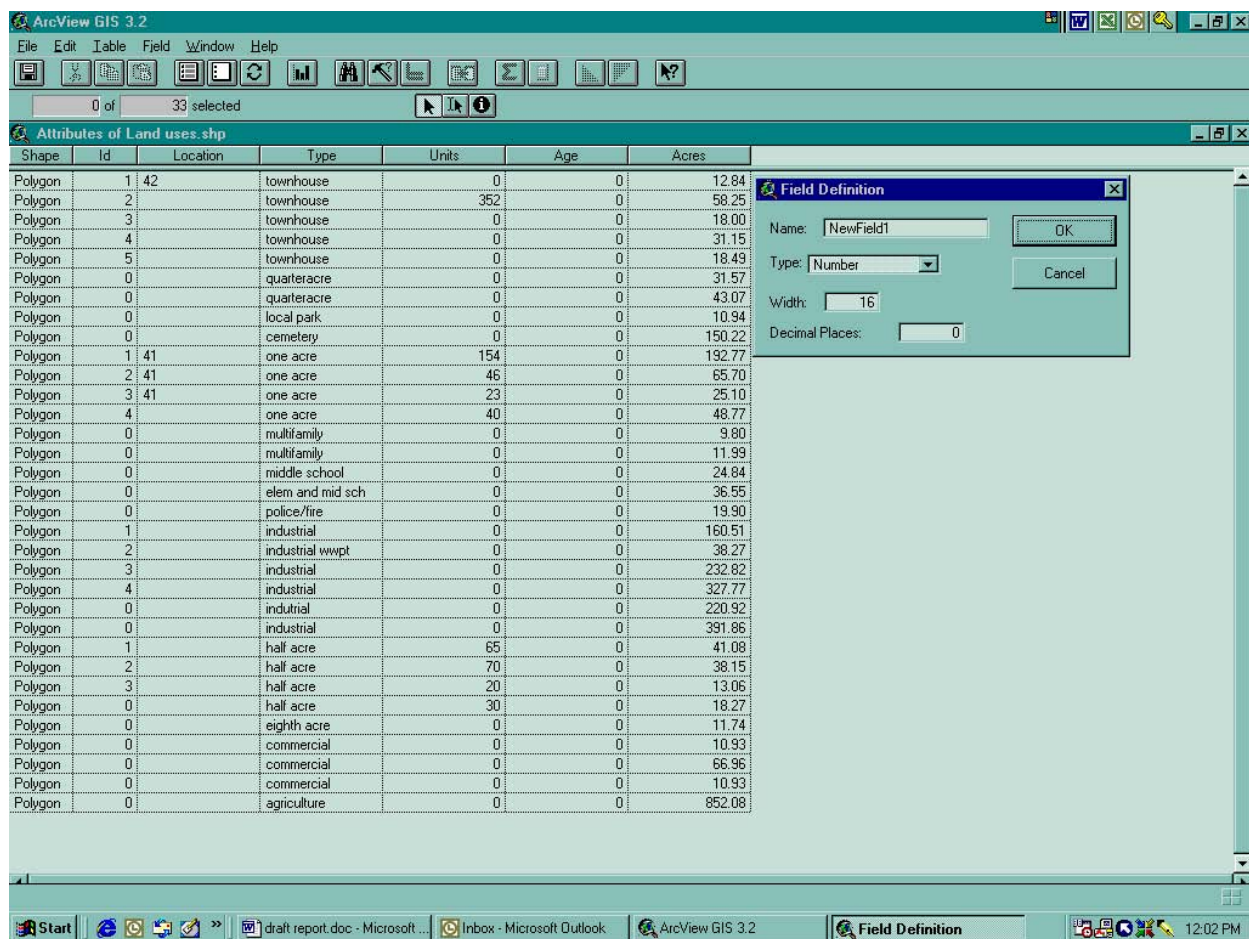 ArcView GIS 3.2
File Edit Table Field Window Help
0 of 33 selected
Attributes of Land uses.shp
Shape Id Location Type Units Age Acres
Polygon 1 42 townhouse 0 0 12.84
Polygon 2 townhouse 352 0 58.25
Polygon 3 townhouse 0 0 18.00
Polygon 4 townhouse 0 0 31.15
Polygon 5 townhouse 0 0 18.49
Polygon 0 quarteracre 0 0 31.57
Polygon 0 quarteracre 0 0 43.07
Polygon 0 local park 0 0 10.94
Polygon 0 cemetery 0 0 150.22
Polygon 1 41 one acre 154 0 192.77
Polygon 2 41 one acre 46 0 65.70
Polygon 3 41 one acre 23 0 25.10
Polygon 4 one acre 40 0 48.77
Polygon 0 multifamily 0 0 9.80
Polygon 0 multifamily 0 0 11.99
Polygon 0 middle school 0 0 24.84
Polygon 0 elem and mid sch 0 0 36.55
Polygon 0 police/fire 0 0 19.90
Polygon 1 industrial 0 0 160.51
Polygon 2 industrial wwpt 0 0 38.27
Polygon 3 industrial 0 0 232.82
Polygon 4 industrial 0 0 327.77
Polygon 0 indutrial 0 0 220.92
Polygon 0 industrial 0 0 391.86
Polygon 1 half acre 65 0 41.08
Polygon 2 half acre 70 0 38.15
Polygon 3 half acre 20 0 13.06
Polygon 0 half acre 30 0 18.27
Polygon 0 eighth acre 0 0 11.74
Polygon 0 commercial 0 0 10.93
Polygon 0 commercial 0 0 66.96
Polygon 0 commercial 0 0 10.93
Polygon 0 agriculture 0 0 852.08
Field Definition
Name: NewField1 OK
Type: Number Cancel
Width: 16
Decimal Places: 0
Start » draft report.doc - Microsoft ... Inbox - Microsoft Outlook ArcView GIS 3.2 Field Definition 12:02 PM